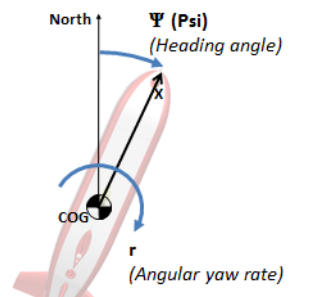 North
Ψ (Psi)
(Heading angle)
X
COG
r
(Angular yaw rate)